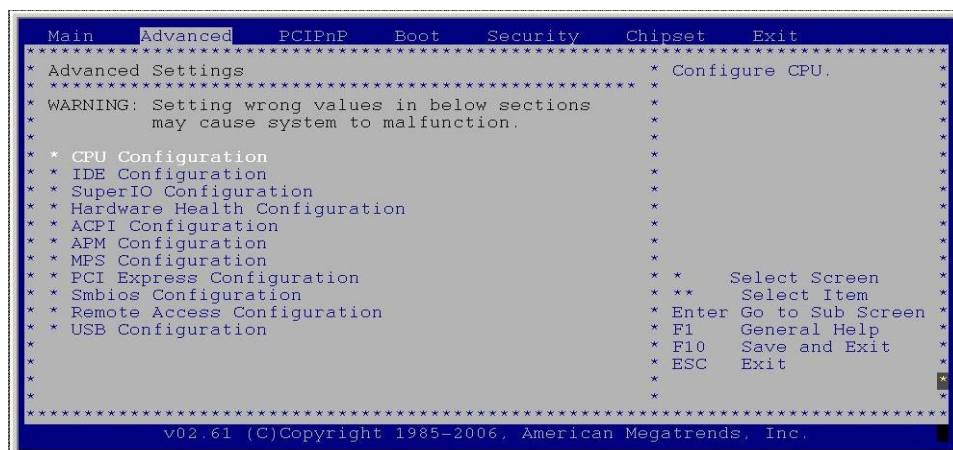 Main Advanced PCIPnP Boot Security Chipset Exit
Advanced Settings
Configure CPU.
WARNING: Setting wrong values in below sections
may cause system to malfunction.
* CPU Configuration
* IDE Configuration
* SuperIO Configuration
* Hardware Health Configuration
* ACPI Configuration
* APM Configuration
* MPS Configuration
* PCI Express Configuration
* Smbios Configuration
* Remote Access Configuration
* USB Configuration
* Select Screen
** Select Item
Enter Go to Sub Screen
F1 General Help
F10 Save and Exit
ESC Exit
v02.61 (C)Copyright 1985-2006, American Megatrends, Inc.